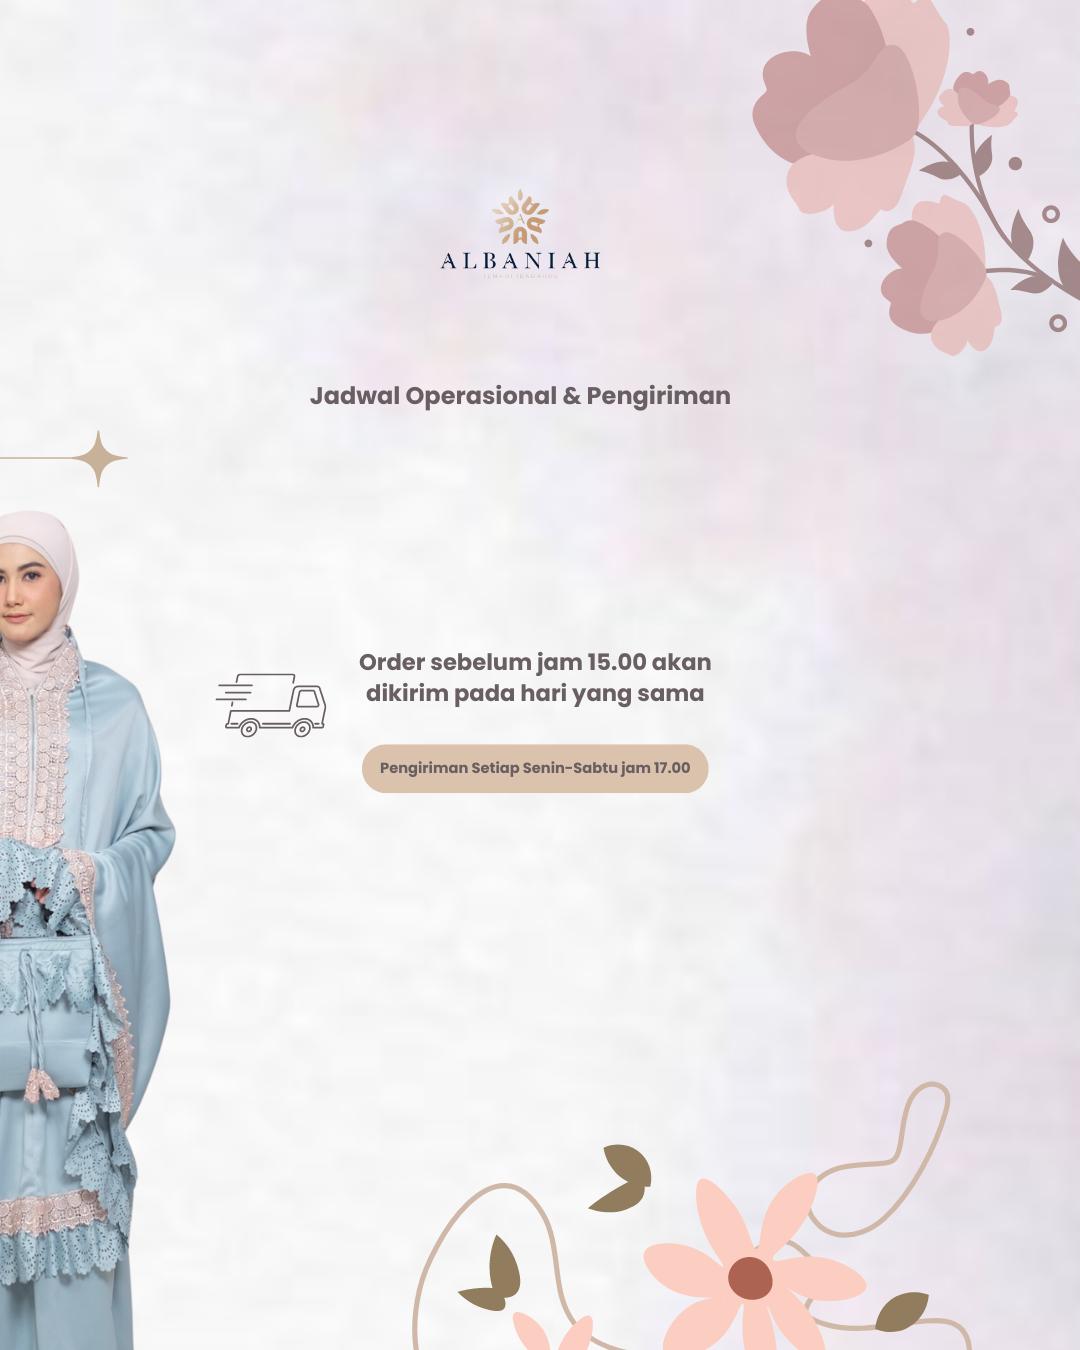 ALBANIAH
Jadwal Operasional & Pengiriman
Order sebelum jam 15.00 akan
dikirim pada hari yang sama
Pengiriman Setiap Senin-Sabtu jam 17.00